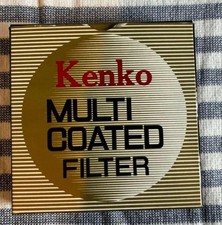 Kenko
MULTI
COATED
FILTER